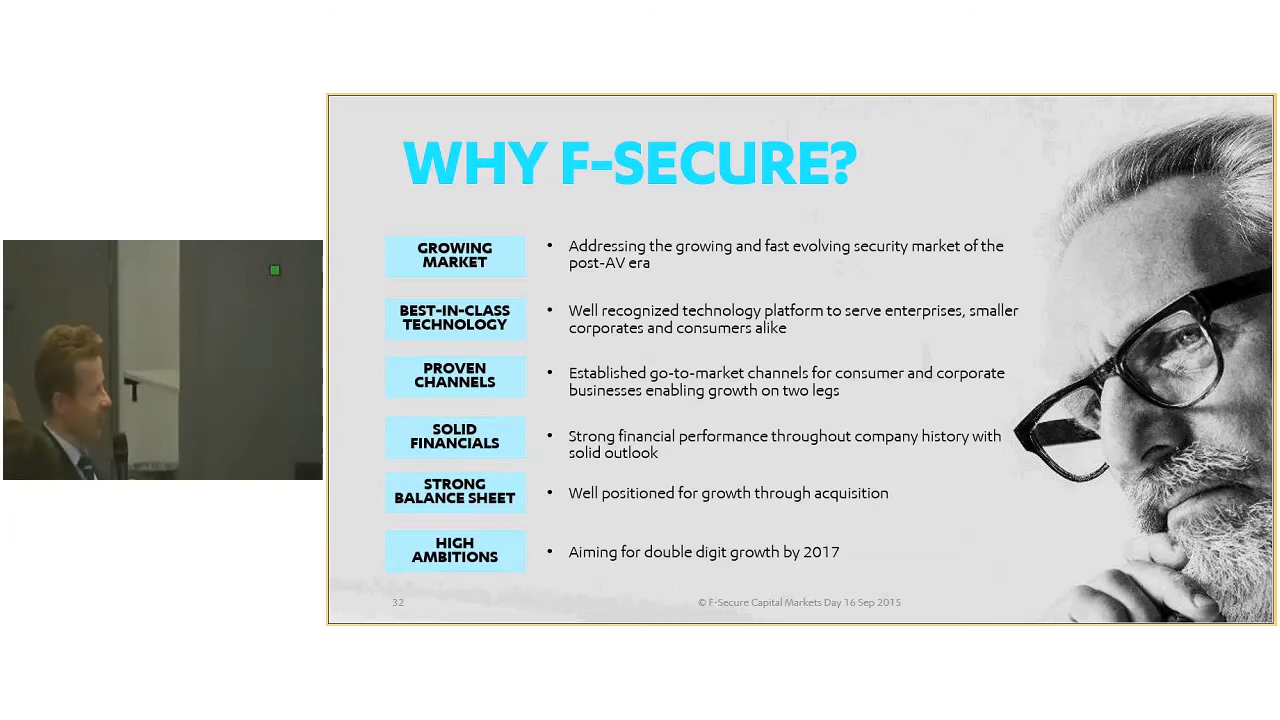 WHY F-SECURE?
GROWING
MARKET
• Addressing the growing and fast evolving security market of the
post-AV era
BEST-IN-CLASS
TECHNOLOGY
• Well recognized technology platform to serve enterprises, smaller
corporates and consumers alike
PROVEN
CHANNELS
• Established go-to-market channels for consumer and corporate
businesses enabling growth on two legs
SOLID
FINANCIALS
• Strong financial performance throughout company history with
solid outlook
STRONG
BALANCE SHEET
• Well positioned for growth through acquisition
HIGH
AMBITIONS
• Aiming for double digit growth by 2017
32
© F-Secure Capital Markets Day 16 Sep 2015